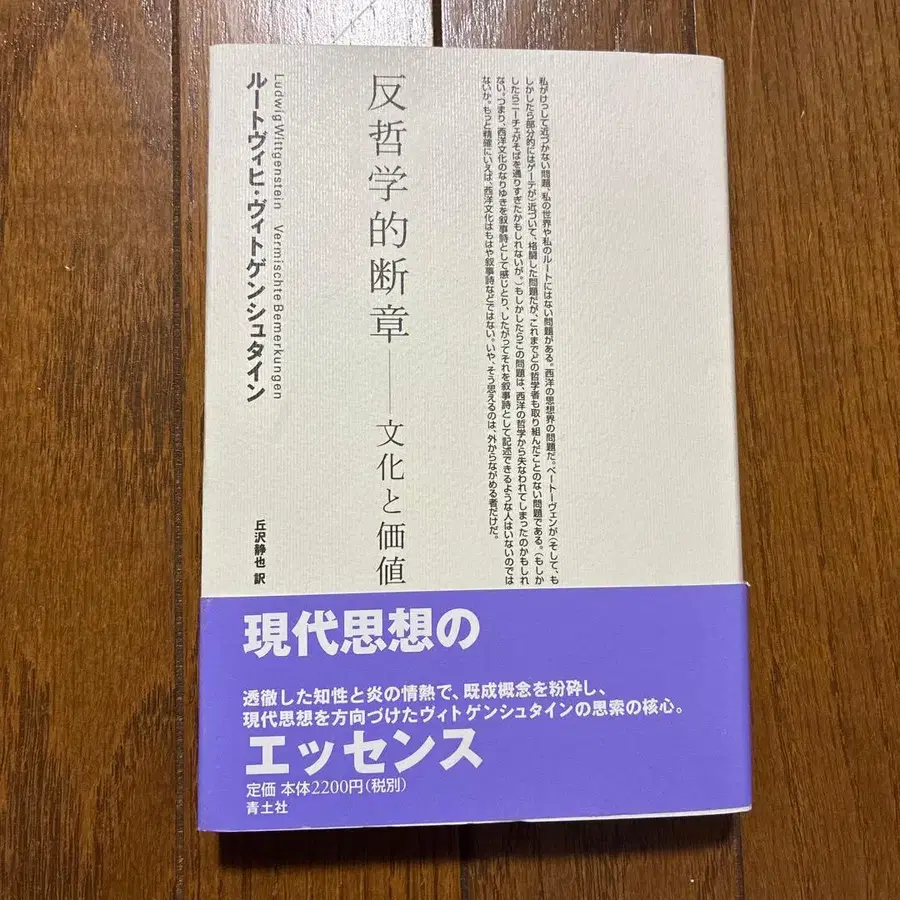 私がけっして近づかない問題、私の世界や私のルートにはない問題がある。西洋の思想界の問題だ。ベートーヴェンが(そして、も
しかしたら部分的にはゲーテが)近づいて、格闘した問題だが、これまでどの哲学者も取り組んだことのない問題である。(もしか
したらニーチェがそばを通りすぎたかもしれないが。)もしかしたらこの問題は、西洋の哲学から失なわれてしまったのかもしれ
ない。つまり、西洋文化のなりゆきを叙事詩として感じとり、したがってそれを叙事詩として記述できるような人はいないのでは
ないか。もっと精確にいえば、西洋文化はもはや叙事詩などではない。いや、そう思えるのは、外からながめる者だけだ。
反哲学的断章――文化と価値
Ludwig Wittgenstein Vermischte Bemerkungen
ルートヴィヒ・ヴィトゲンシュタイン
丘沢静也 訳
現代思想の
透徹した知性と炎の情熱で、既成概念を粉砕し、
現代思想を方向づけたヴィトゲンシュタインの思索の核心。
エッセンス
定価 本体2200円(税別)
青土社